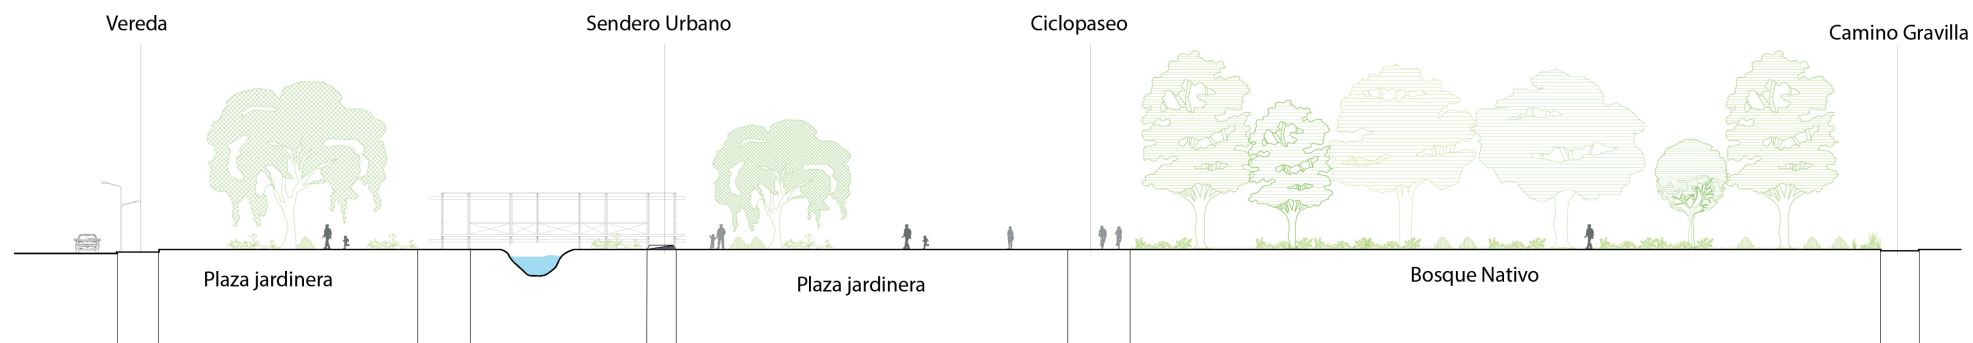 Vereda
Sendero Urbano
Ciclopaseo
Camino Gravilla
Plaza jardinera
Plaza jardinera
Bosque Nativo